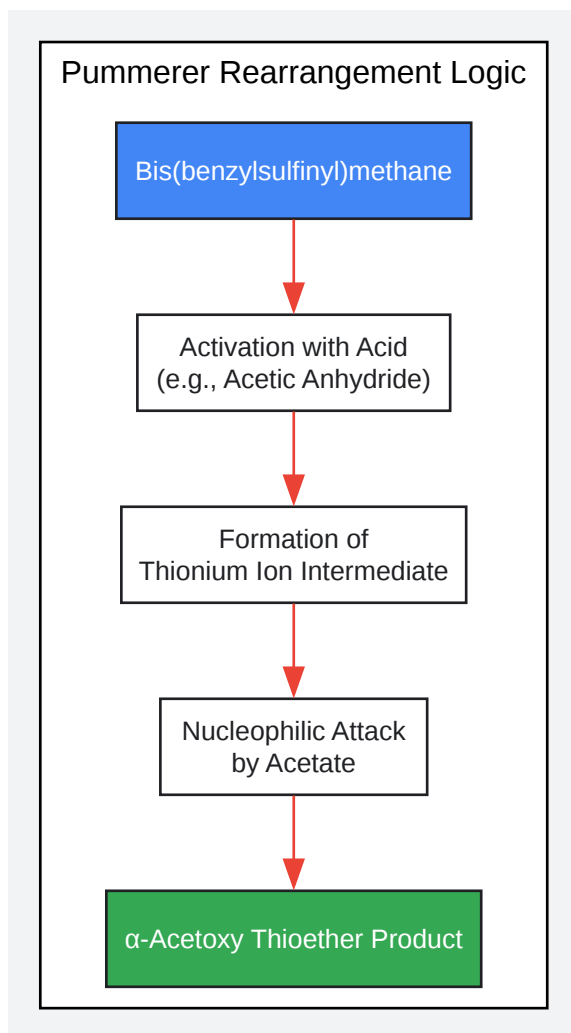 Pummerer Rearrangement Logic
Bis(benzylsulfinyl)methane
Activation with Acid
(e.g., Acetic Anhydride)
Formation of
Thionium Ion Intermediate
Nucleophilic Attack
by Acetate
α-Acetoxy Thioether Product